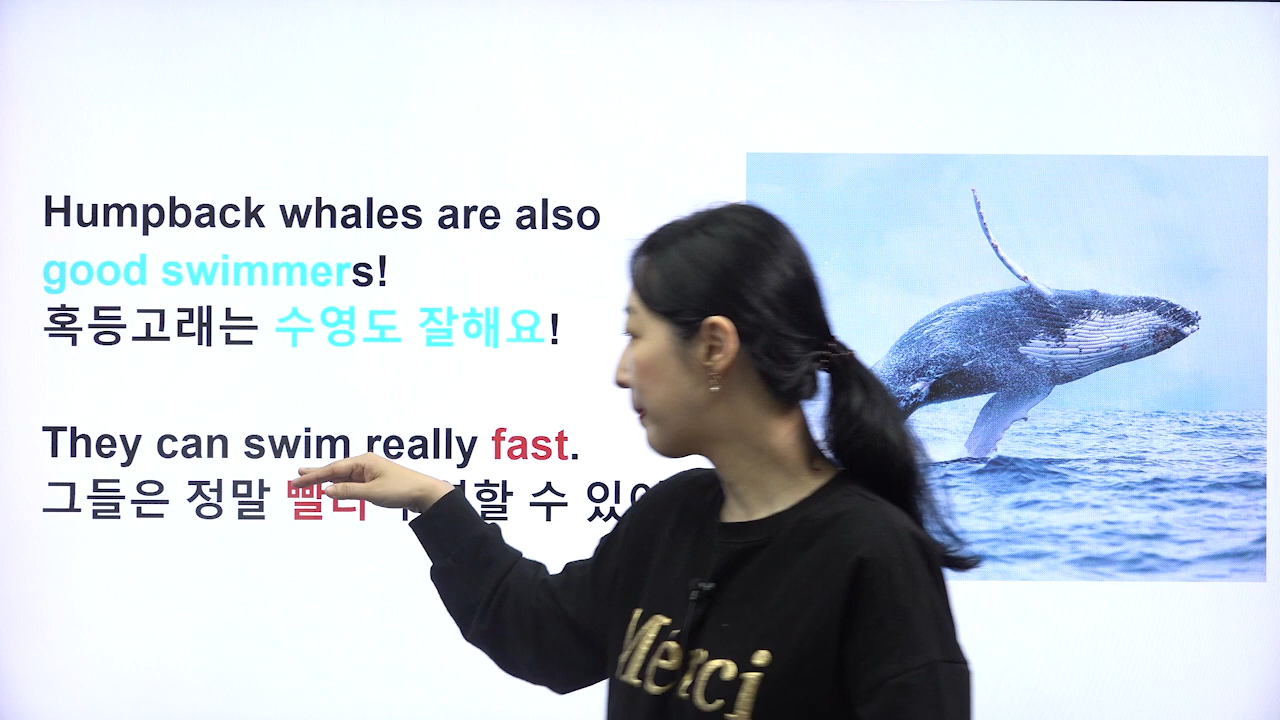 Humpback whales are also
good swimmers!
혹등고래는 수영도 잘해요!
They can swim really fast.
그들은 정말 수 
Merci